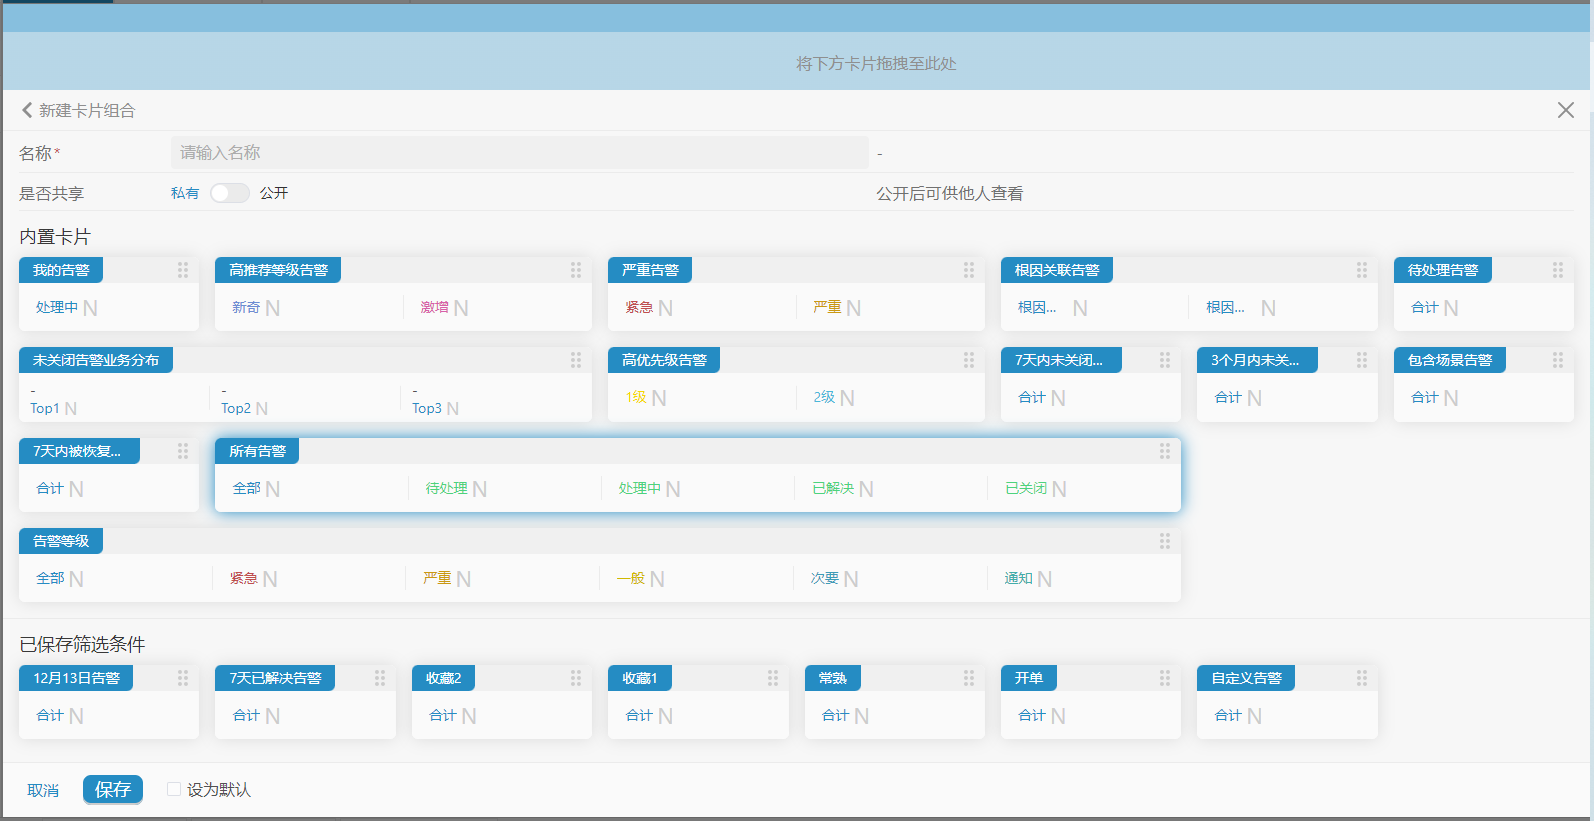 将下方卡片拖拽至此处
新建卡片组合
名称* 请输入名称 -
是否共享 私有 公开 公开后可供他人查看
内置卡片
我的告警 高推荐等级告警 严重告警 根因关联告警 待处理告警
处理中 N 新奇 N 激增 N 紧急 N 严重 N 根因... N 根因... N 合计 N
未关闭告警业务分布 高优先级告警 7天内未关闭... 3个月内未关... 包含场景告警
- - -
Top1 N Top2 N Top3 N 1级 N 2级 N 合计 N 合计 N 合计 N
7天内被恢复... 所有告警
合计 N 全部 N 待处理 N 处理中 N 已解决 N 已关闭 N
告警等级
全部 N 紧急 N 严重 N 一般 N 次要 N 通知 N
已保存筛选条件
12月13日告警 7天已解决告警 收藏2 收藏1 常熟 开单 自定义告警
合计 N 合计 N 合计 N 合计 N 合计 N 合计 N 合计 N
取消 保存 设为默认